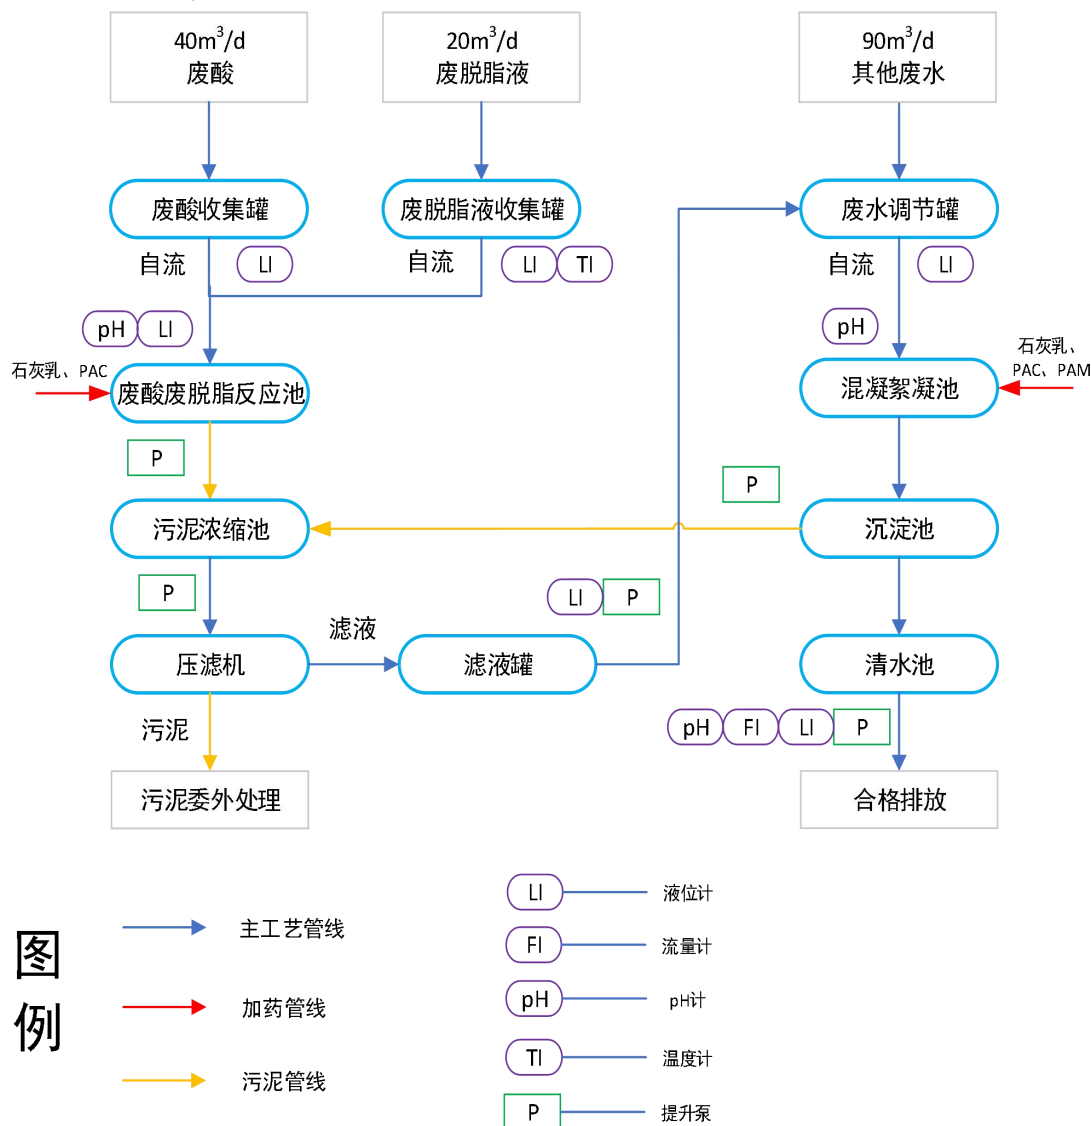 40m³/d
废酸
20m³/d
废脱脂液
90m³/d
其他废水
废酸收集罐
废脱脂液收集罐
废水调节罐
自流
LI
自流
LI
TI
自流
LI
pH
LI
pH
石灰乳、PAC
废酸废脱脂反应池
混凝絮凝池
石灰乳、
PAC、PAM
P
P
污泥浓缩池
沉淀池
P
LI
P
滤液
压滤机
滤液罐
清水池
污泥
pH
FI
LI
P
污泥委外处理
合格排放
图
例
主工艺管线
加药管线
污泥管线
LI
液位计
FI
流量计
pH
pH计
TI
温度计
P
提升泵